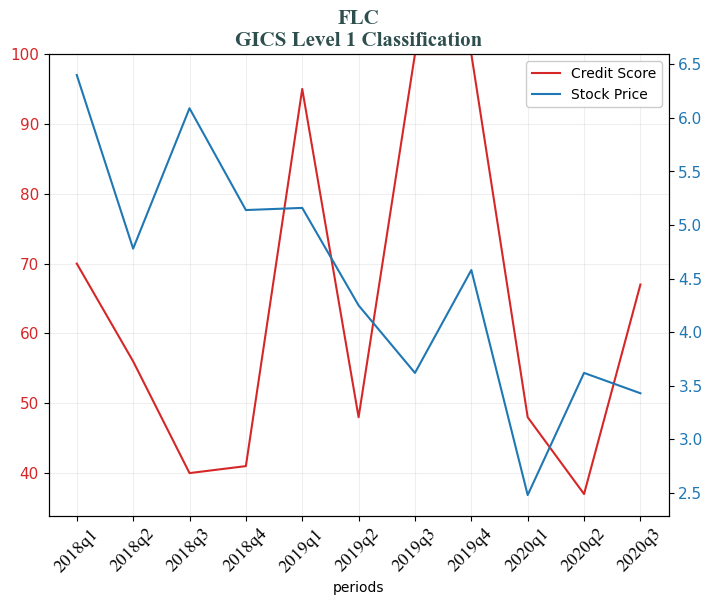 FLC
GICS Level 1 Classification
100
90
80
70
60
50
40
6.5
6.0
5.5
5.0
4.5
4.0
3.5
3.0
2.5
Credit Score
Stock Price
2018q1
2018q2
2018q3
2018q4
2019q1
2019q2
2019q3
2019q4
2020q1
2020q2
2020q3
periods